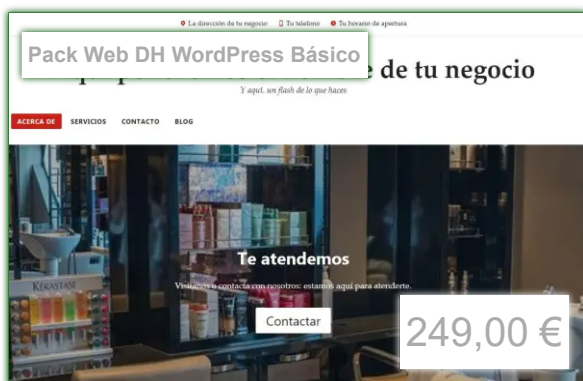 La dirección de tu negocio Tu teléfono Tu horario de apertura
Pack Web DH WordPress Básico
de tu negocio
Y aquí, un flash de lo que haces
ACERCA DE SERVICIOS CONTACTO BLOG
KÉRASTASE
Te atendemos
Visítanos o contacta con nosotros: estamos aquí para atenderte.
Contactar
249,00 €